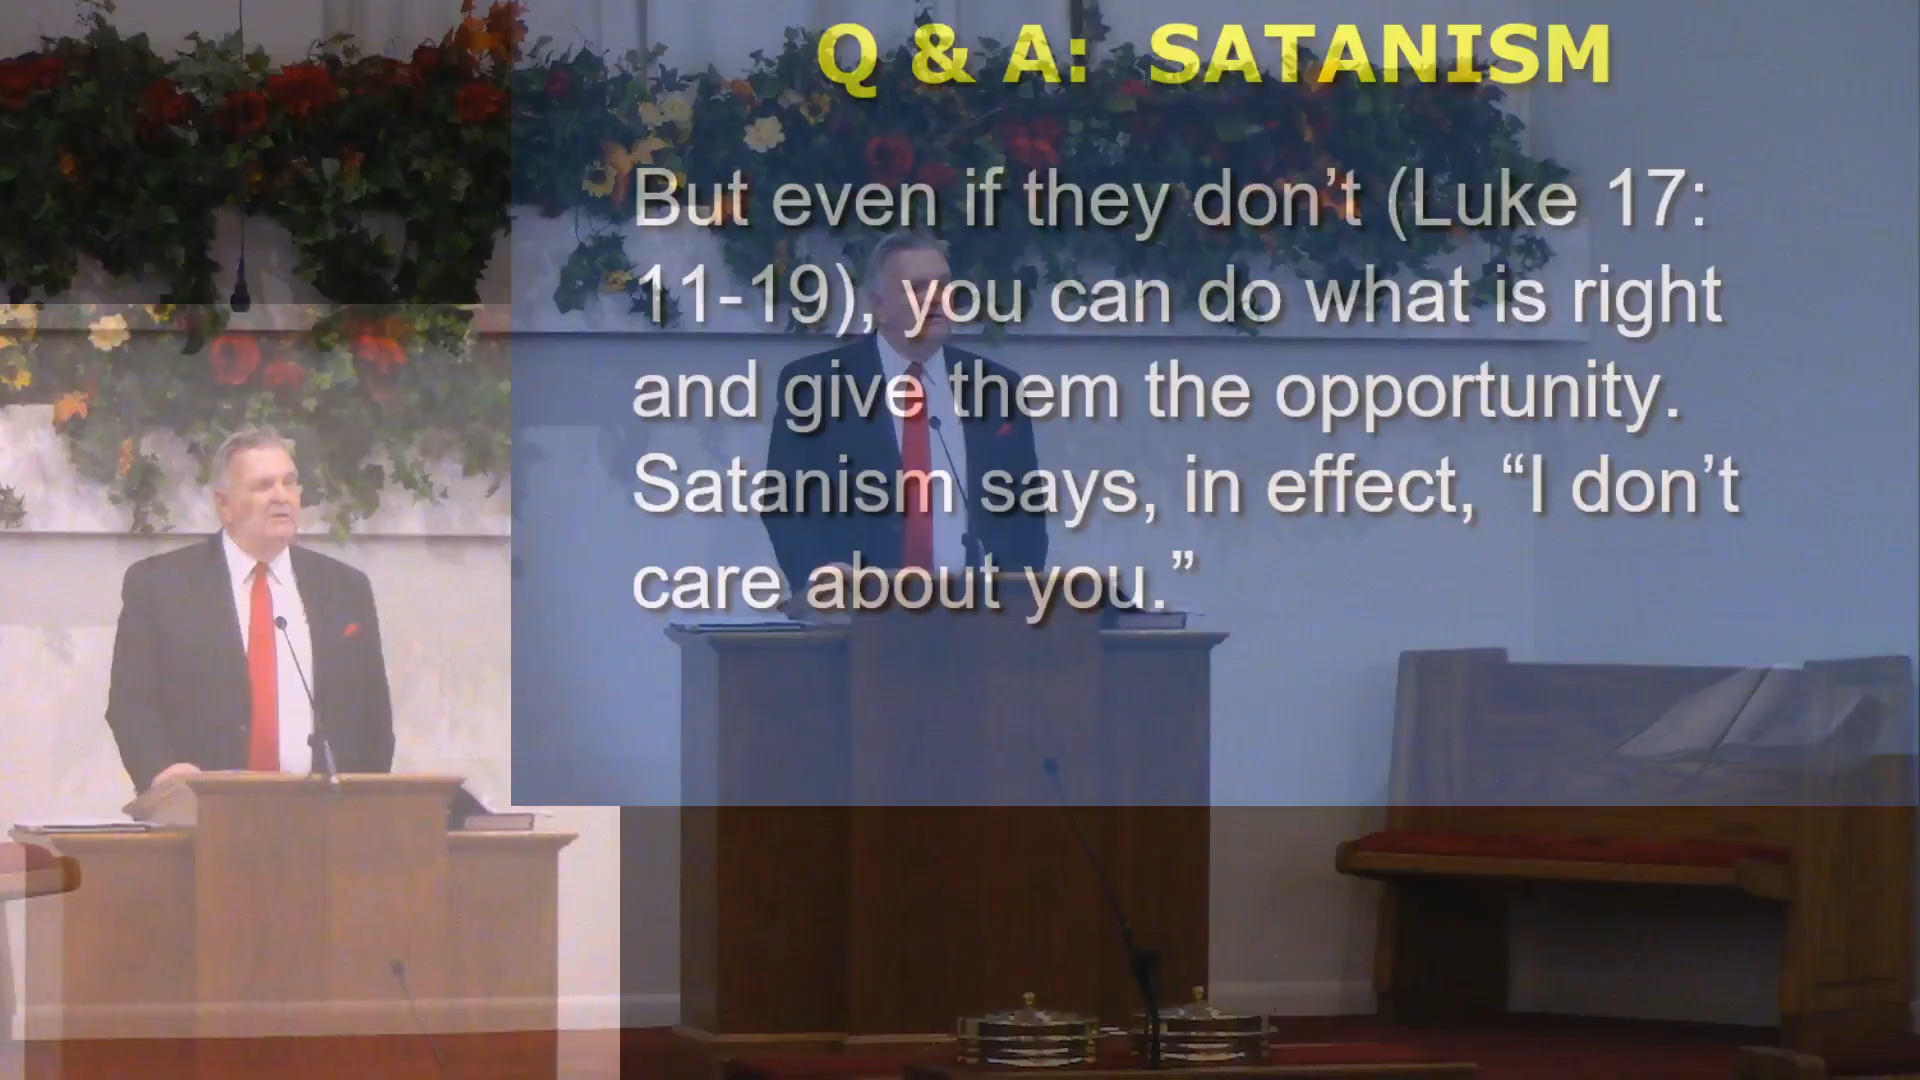 Q & A:  SATANISM
But even if they don’t (Luke 17:
11-19), you can do what is right
and give them the opportunity.
Satanism says, in effect, “I don’t
care about you.”